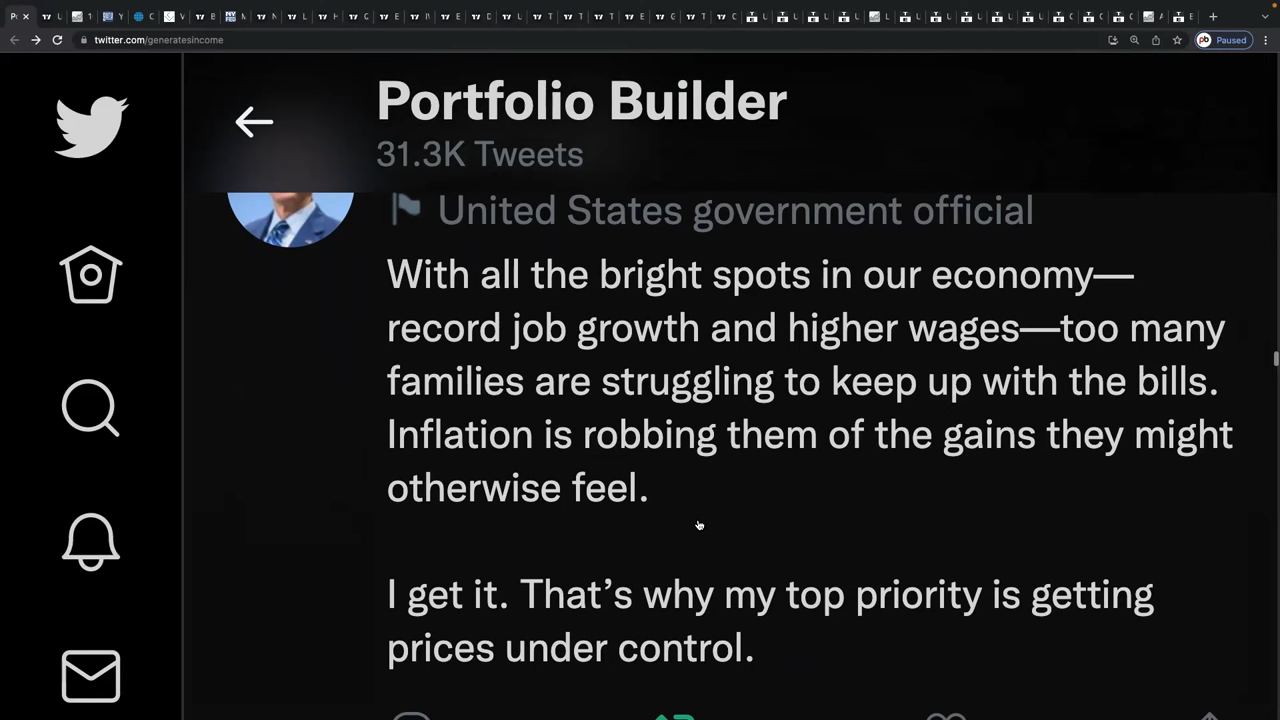 twitter.com/generatesincome
Paused
Portfolio Builder
31.3K Tweets
United States government official
With all the bright spots in our economy—
record job growth and higher wages—too many
families are struggling to keep up with the bills.
Inflation is robbing them of the gains they might
otherwise feel.
I get it. That’s why my top priority is getting
prices under control.